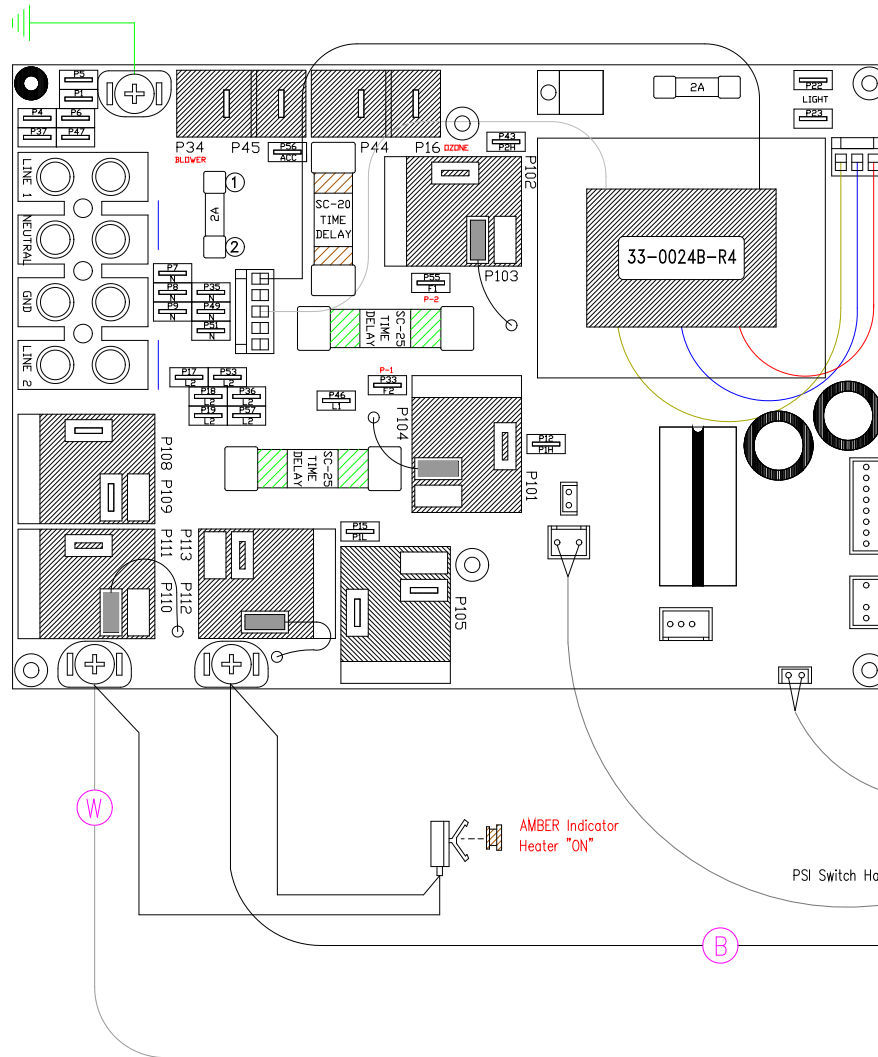 P5
P1
P4
P6
P37
P47
P34
BLOWER
P45
P44
P16
OZONE
P56
ACC
P43
P2H
2A
P22
LIGHT
P23
LINE 1
NEUTRAL
GND
LINE 2
1
2A
2
SC-20
TIME
DELAY
P102
P103
33-0024B-R4
P7
N
P8
N
P35
N
P9
N
P49
N
P51
N
P55
F1
P-2
SC-25
TIME
DELAY
P17
L2
P53
L2
P18
L2
P36
L2
P19
L2
P57
L2
P46
L1
P-1
P33
F2
P104
P101
P12
P1H
SC-25
TIME
DELAY
P108
P109
P111
P110
P113
P112
P15
P1L
P105
W
AMBER Indicator
Heater "ON"
PSI Switch Ha
B